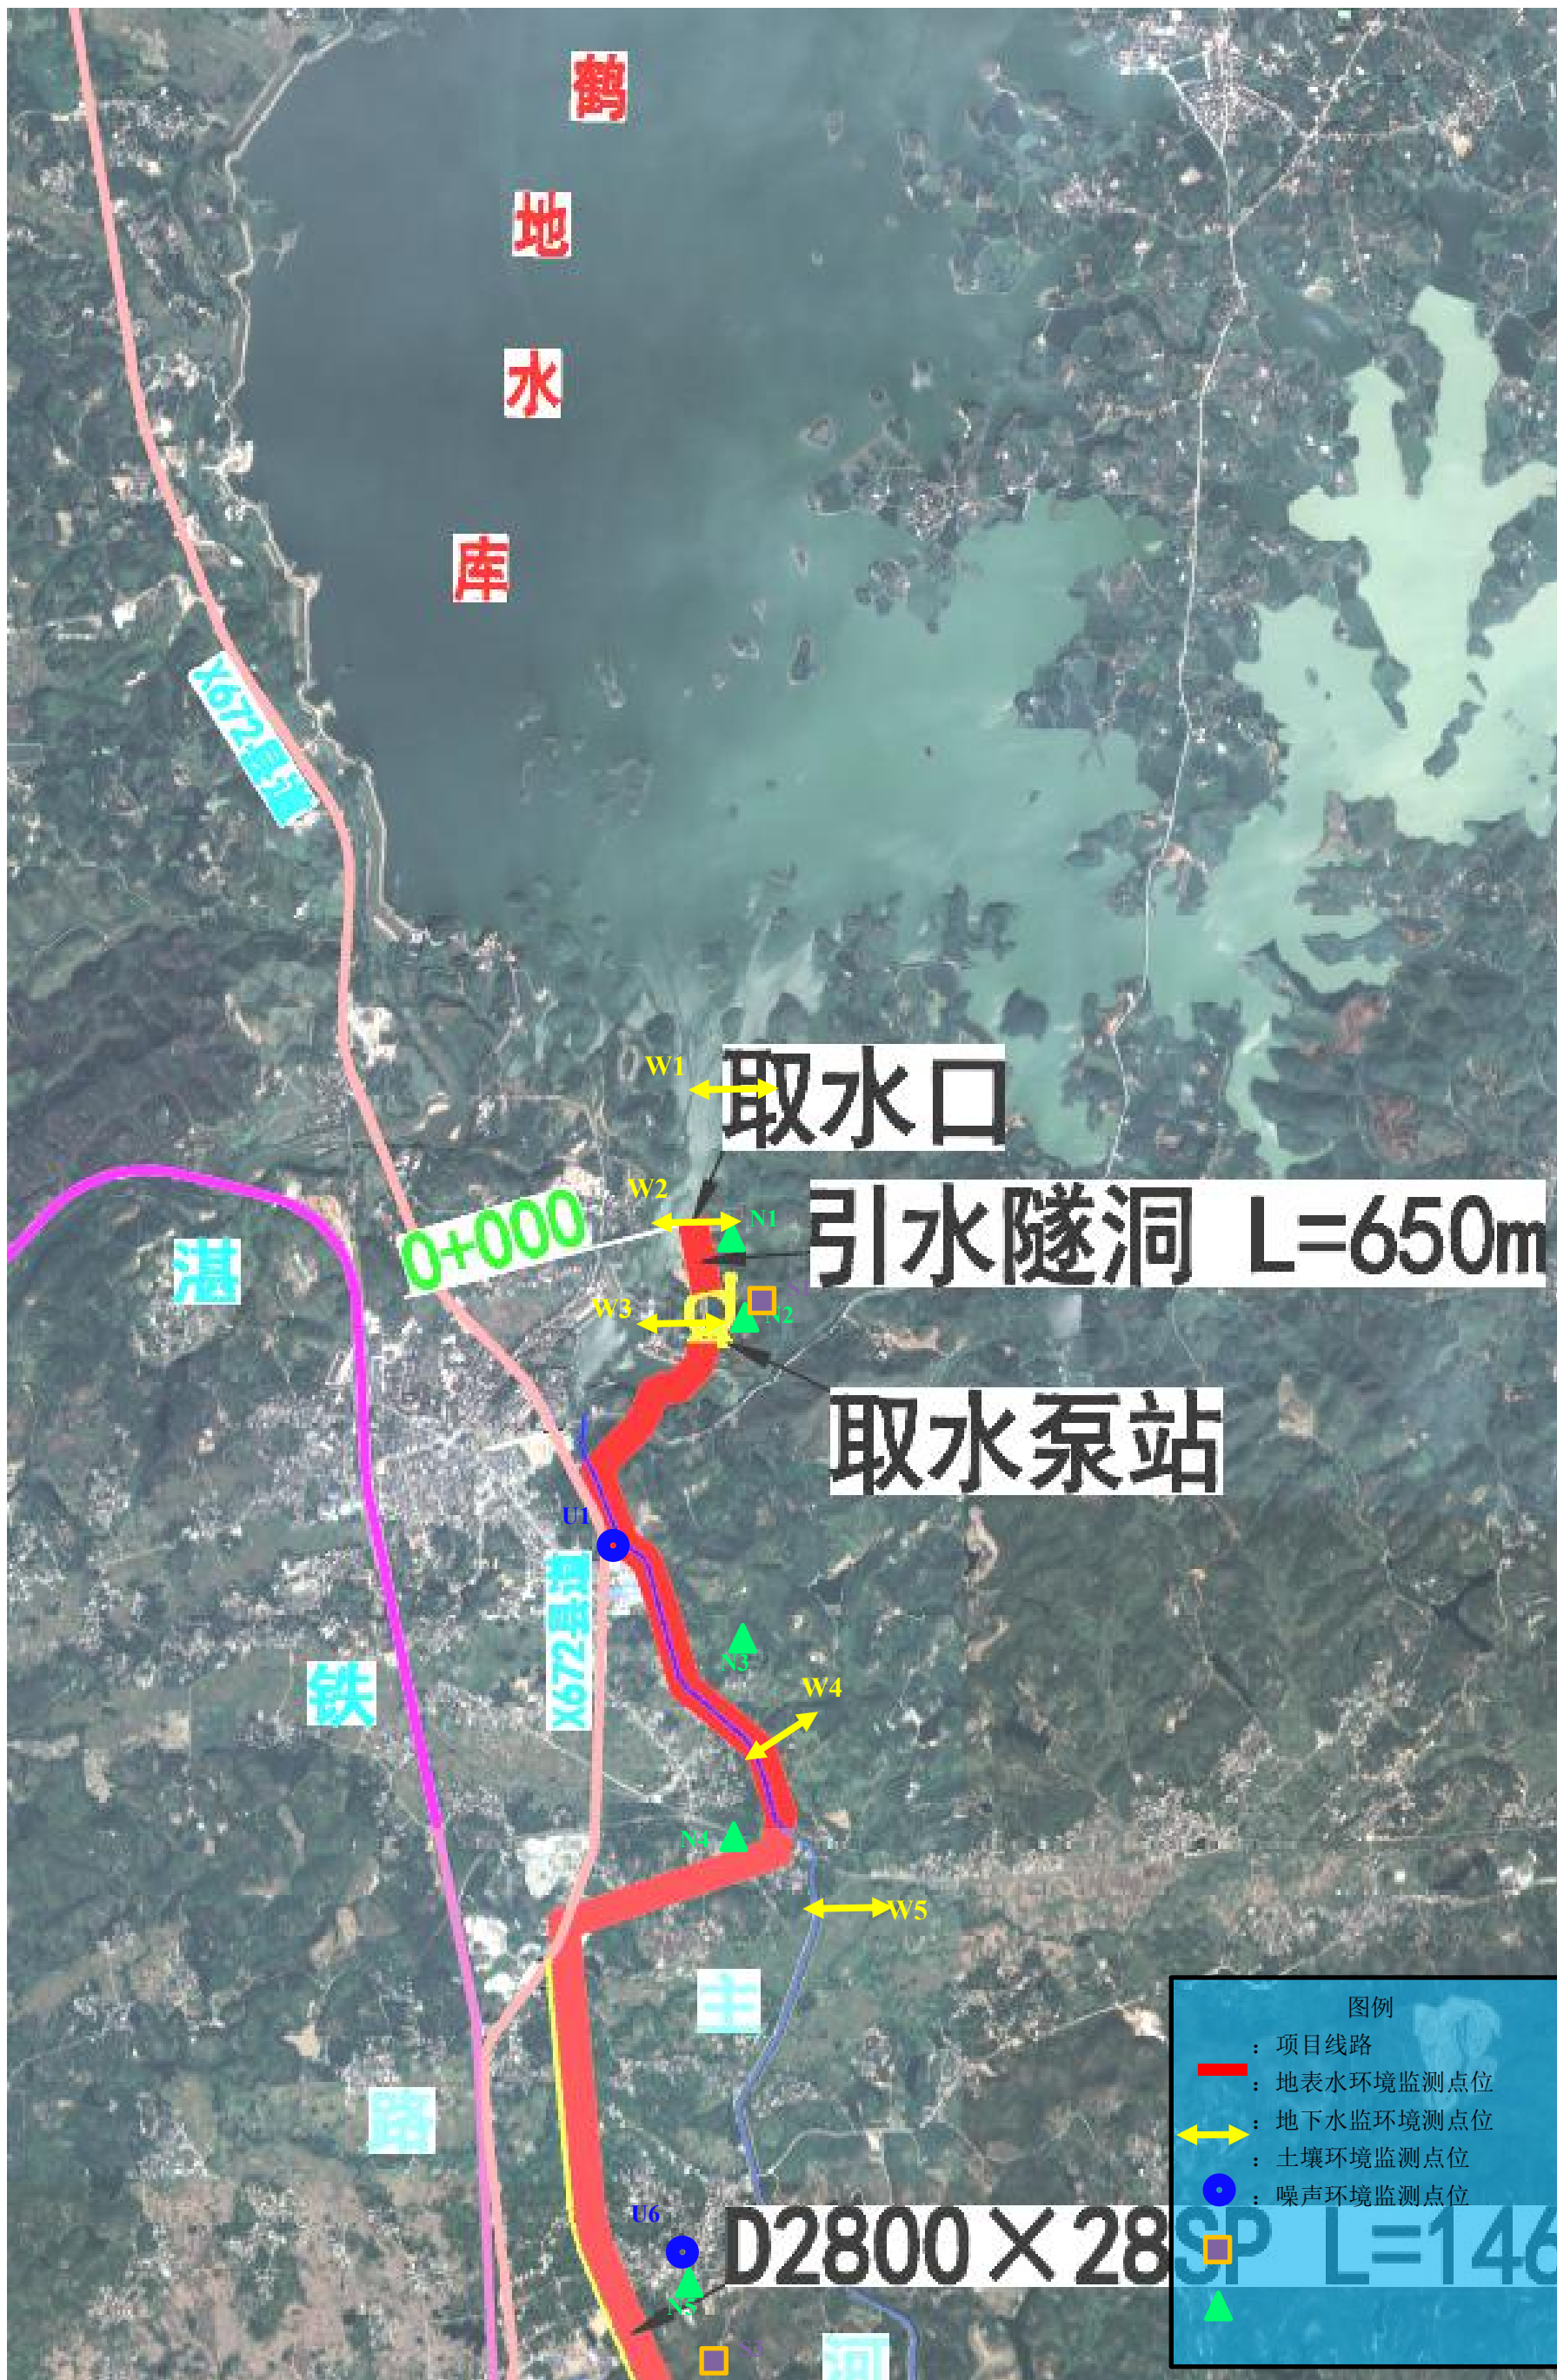 鹤
地
水
库
X672县道
W1
取水口
W2
N1
引水隧洞 L=650m
0+000
湛
W3
N2
取水泵站
U1
X672县道
N3
铁
W4
N4
W5
主
图例
：项目线路
：地表水环境监测点位
：地下水监环境测点位
：土壤环境监测点位
：噪声环境监测点位
U6
D2800×28SP L=146
N5
河